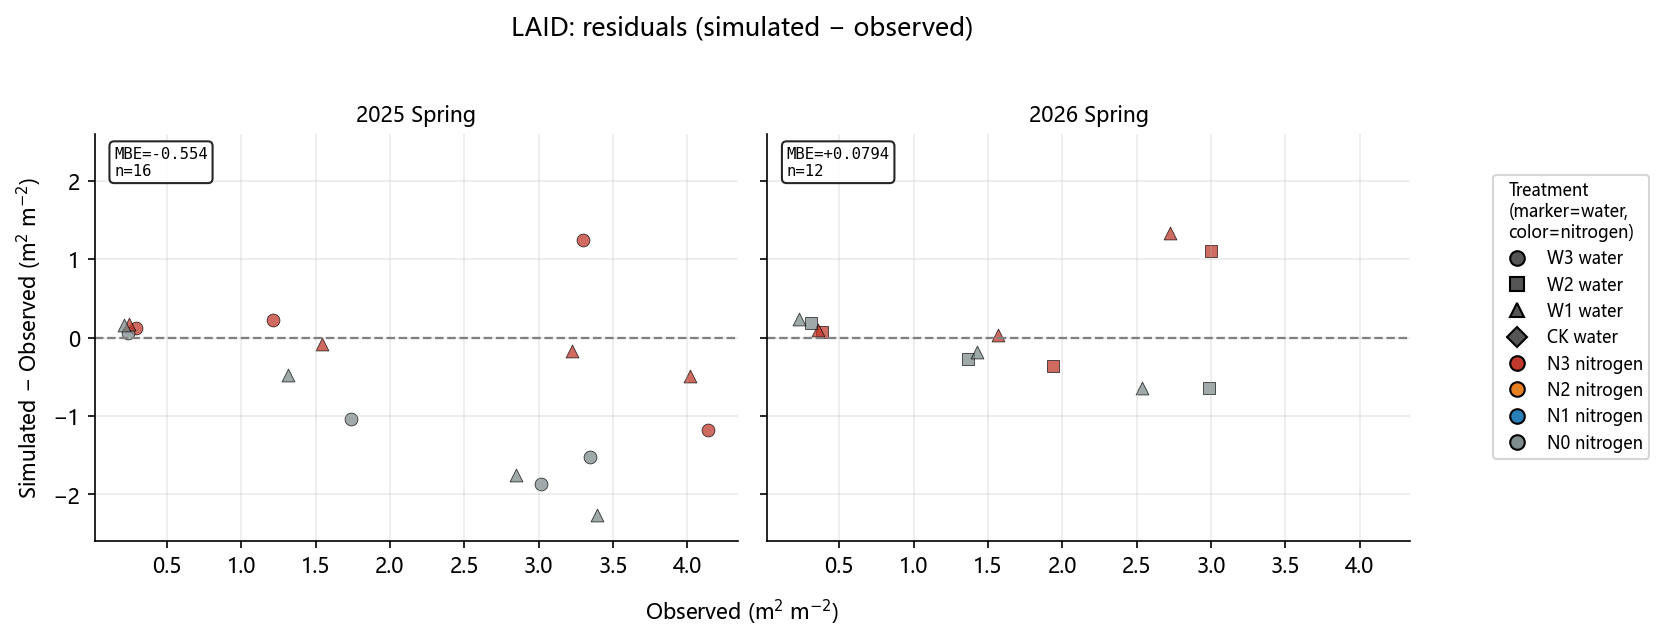 LAID: residuals (simulated − observed)
2025 Spring
2026 Spring
MBE=-0.554
n=16
MBE=+0.0794
n=12
Simulated − Observed (m² m⁻²)
2
1
0
−1
−2
0.5 1.0 1.5 2.0 2.5 3.0 3.5 4.0
0.5 1.0 1.5 2.0 2.5 3.0 3.5 4.0
Observed (m² m⁻²)
Treatment
(marker=water,
color=nitrogen)
W3 water
W2 water
W1 water
CK water
N3 nitrogen
N2 nitrogen
N1 nitrogen
N0 nitrogen